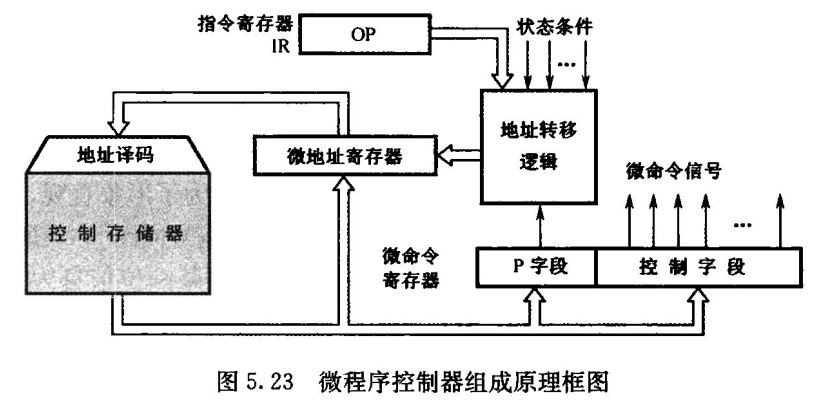 指令寄存器
IR
OP
状态条件
...
地址转移
逻辑
地址译码
控制存储器
微地址寄存器
微命令信号
...
微命令
寄存器
P字段
控制字段
图 5.23 微程序控制器组成原理框图